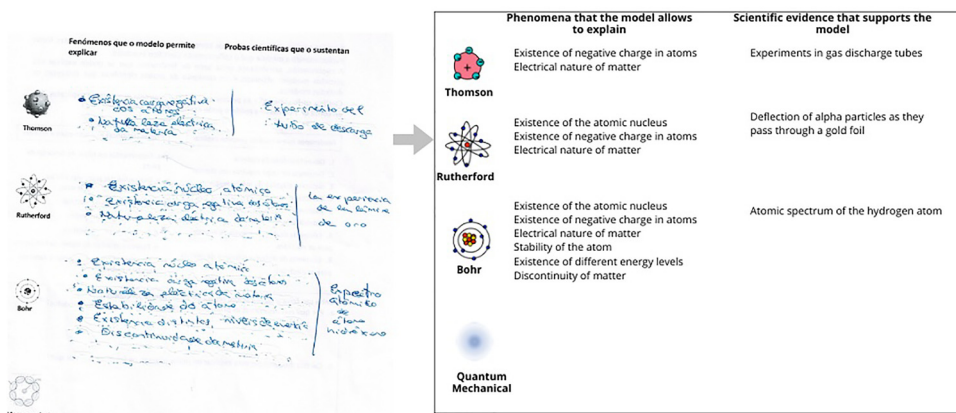 Fenómenos que o modelo permite
explicar
Probas científicas que o sustentan
Thomson
Existencia carga negativa
dos átomos
Natureza eléctrica
da materia
Experimento del
tubo de descarga
Rutherford
Existencia núcleo atómico
Existencia carga negativa
Naturaleza eléctrica
La experiencia
de la lámina
de oro
Bohr
Existencia núcleo atómico
Existencia carga negativa
Naturaleza eléctrica da materia
Estabilidade do átomo
Existencia distintos niveis de
Discontinuidade da materia
Espectro
atómico
átomo
hidróxeno
Phenomena that the model allows
to explain
Scientific evidence that supports the
model
Thomson
Existence of negative charge in atoms
Electrical nature of matter
Experiments in gas discharge tubes
Rutherford
Existence of the atomic nucleus
Existence of negative charge in atoms
Electrical nature of matter
Deflection of alpha particles as they
pass through a gold foil
Bohr
Existence of the atomic nucleus
Existence of negative charge in atoms
Electrical nature of matter
Stability of the atom
Existence of different energy levels
Discontinuity of matter
Atomic spectrum of the hydrogen atom
Quantum
Mechanical